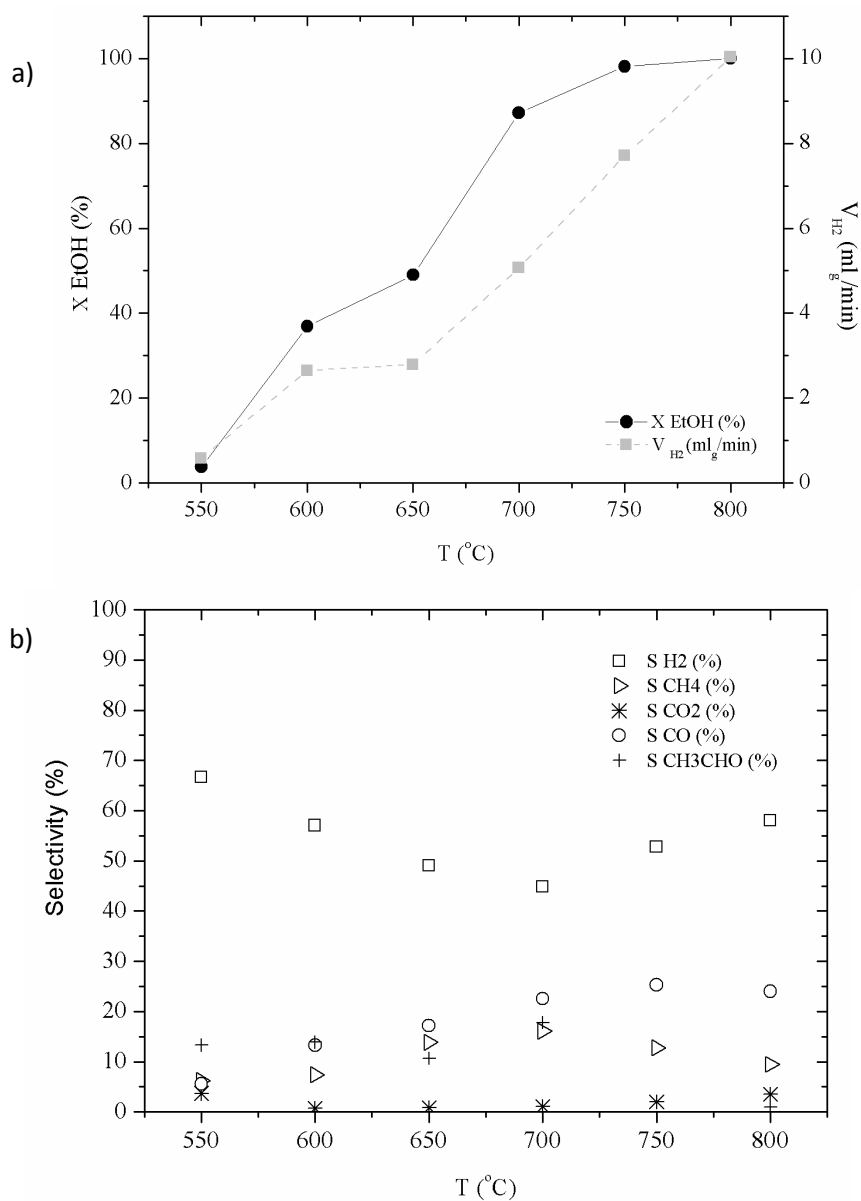 a)
100
80
60
40
20
0
X EtOH (%)
10
8
6
4
2
0
V H2 (ml g/min)
X EtOH (%)
V H2 (ml g/min)
550 600 650 700 750 800
T (°C)
b)
100
90
80
70
60
50
40
30
20
10
0
Selectivity (%)
S H2 (%)
S CH4 (%)
S CO2 (%)
S CO (%)
S CH3CHO (%)
550 600 650 700 750 800
T (°C)